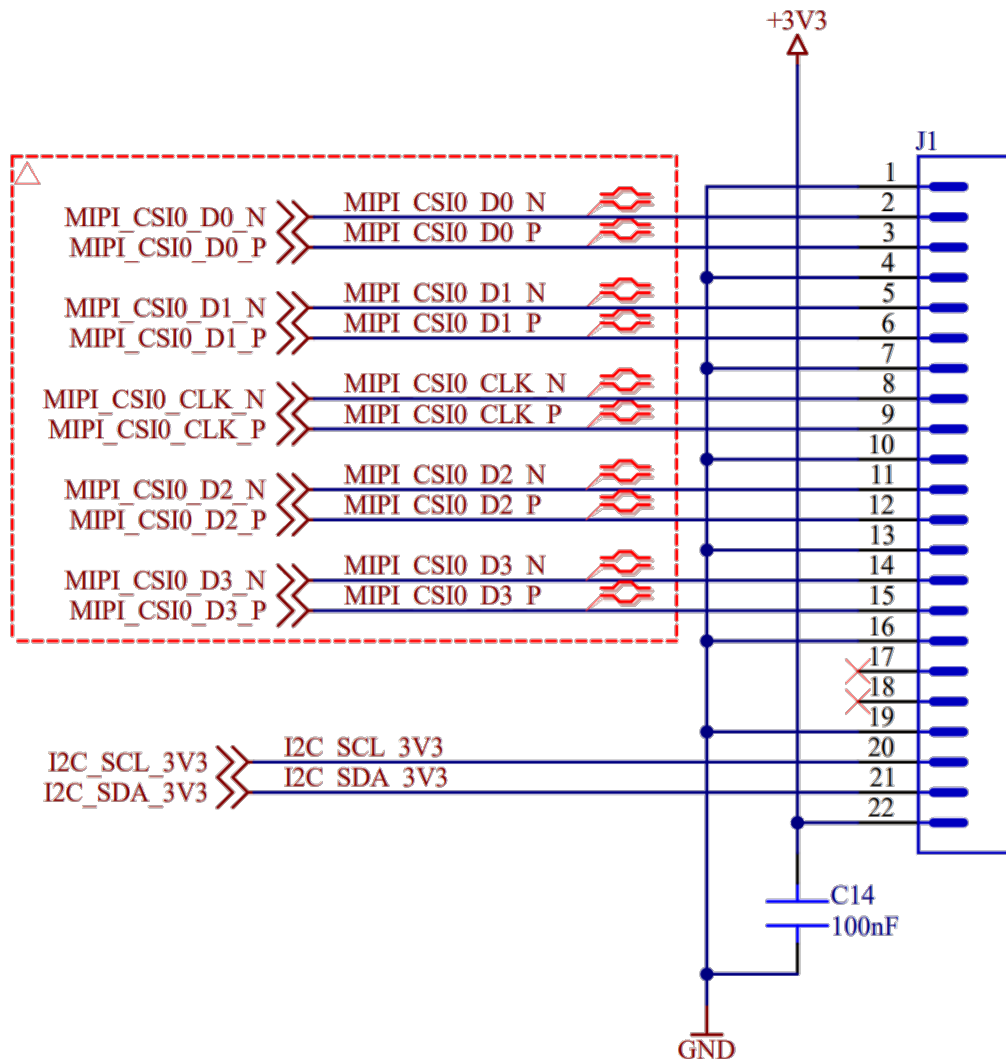 +3V3
J1
1
MIPI_CSI0_D0_N MIPI_CSI0_D0_N 2
MIPI_CSI0_D0_P MIPI_CSI0_D0_P 3
4
MIPI_CSI0_D1_N MIPI_CSI0_D1_N 5
MIPI_CSI0_D1_P MIPI_CSI0_D1_P 6
7
MIPI_CSI0_CLK_N MIPI_CSI0_CLK_N 8
MIPI_CSI0_CLK_P MIPI_CSI0_CLK_P 9
10
MIPI_CSI0_D2_N MIPI_CSI0_D2_N 11
MIPI_CSI0_D2_P MIPI_CSI0_D2_P 12
13
MIPI_CSI0_D3_N MIPI_CSI0_D3_N 14
MIPI_CSI0_D3_P MIPI_CSI0_D3_P 15
16
17
18
19
I2C_SCL_3V3 I2C_SCL_3V3 20
I2C_SDA_3V3 I2C_SDA_3V3 21
22
C14
100nF
GND